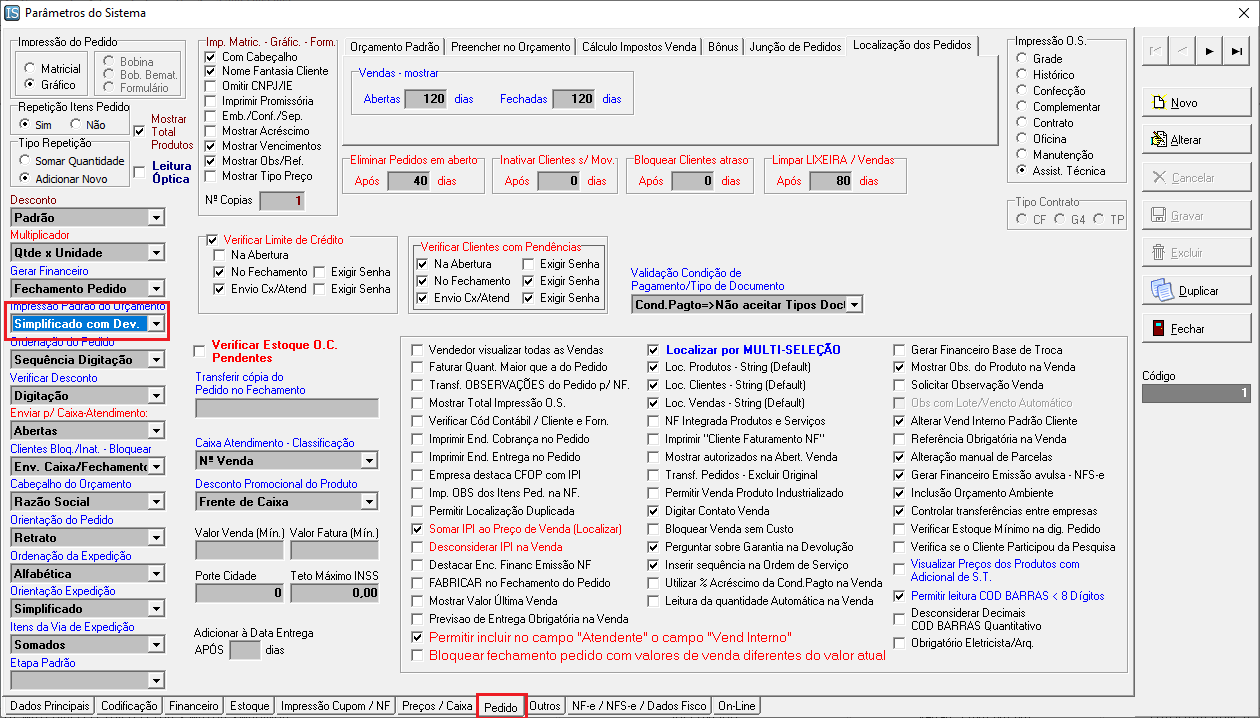 Parâmetros do Sistema
Impressão do Pedido
Matricial
Gráfico
Bobina
Bob. Bemat.
Formulário
Repetição Itens Pedido
Sim
Não
Tipo Repetição
Somar Quantidade
Adicionar Novo
Mostrar
Total
Produtos
Leitura
Óptica
Imp. Matric. - Gráfic. - Form.
Com Cabeçalho
Nome Fantasia Cliente
Omitir CNPJ/IE
Imprimir Promissória
Emb./Conf./Sep.
Mostrar Acréscimo
Mostrar Vencimentos
Mostrar Obs/Ref.
Mostrar Tipo Preço
Nº Copias 1
Orçamento Padrão
Preencher no Orçamento
Cálculo Impostos Venda
Bônus
Junção de Pedidos
Localização dos Pedidos
Vendas - mostrar
Abertas 120 dias
Fechadas 120 dias
Eliminar Pedidos em aberto
Após 40 dias
Inativar Clientes s/ Mov.
Após 0 dias
Bloquear Clientes atraso
Após 0 dias
Limpar LIXEIRA / Vendas
Após 80 dias
Impressão O.S.
Grade
Histórico
Confecção
Complementar
Contrato
Oficina
Manutenção
Assist. Técnica
Tipo Contrato
CF
G4
TP
Novo
Alterar
Cancelar
Gravar
Excluir
Duplicar
Fechar
Código
1
Desconto
Padrão
Multiplicador
Qtde x Unidade
Gerar Financeiro
Fechamento Pedido
Impressão Padrão do Orçamento
Simplificado com Dev.
Ordenação do Pedido
Sequência Digitação
Verificar Desconto
Digitação
Enviar p/ Caixa-Atendimento:
Abertas
Clientes Bloq./Inat. - Bloquear
Env. Caixa/Fechamento
Cabeçalho do Orçamento
Razão Social
Orientação do Pedido
Retrato
Ordenação da Expedição
Alfabética
Orientação Expedição
Simplificado
Itens da Via de Expedição
Somados
Etapa Padrão
Verificar Limite de Crédito
Na Abertura
No Fechamento
Exigir Senha
Envio Cx/Atend
Exigir Senha
Verificar Clientes com Pendências
Na Abertura
Exigir Senha
No Fechamento
Exigir Senha
Envio Cx/Atend
Exigir Senha
Validação Condição de
Pagamento/Tipo de Documento
Cond.Pagto=>Não aceitar Tipos Doc
Verificar Estoque O.C.
Pendentes
Transferir cópia do
Pedido no Fechamento
Caixa Atendimento - Classificação
Nº Venda
Desconto Promocional do Produto
Frente de Caixa
Valor Venda (Mín.)
Valor Fatura (Mín.)
Porte Cidade
0
Teto Máximo INSS
0,00
Adicionar à Data Entrega
APÓS
dias
Vendedor visualizar todas as Vendas
Faturar Quant. Maior que a do Pedido
Transf. OBSERVAÇÕES do Pedido p/ NF.
Mostrar Total Impressão O.S.
Verificar Cód Contábil / Cliente e Forn.
Imprimir End. Cobrança no Pedido
Imprimir End. Entrega no Pedido
Empresa destaca CFOP com IPI
Imp. OBS dos Itens Ped. na NF.
Permitir Localização Duplicada
Somar IPI ao Preço de Venda (Localizar)
Desconsiderar IPI na Venda
Destacar Enc. Financ Emissão NF
FABRICAR no Fechamento do Pedido
Mostrar Valor Última Venda
Previsao de Entrega Obrigatória na Venda
Permitir incluir no campo "Atendente" o campo "Vend Interno"
Bloquear fechamento pedido com valores de venda diferentes do valor atual
Localizar por MULTI-SELEÇÃO
Loc. Produtos - String (Default)
Loc. Clientes - String (Default)
Loc. Vendas - String (Default)
NF Integrada Produtos e Serviços
Imprimir "Cliente Faturamento NF"
Mostrar autorizados na Abert. Venda
Transf. Pedidos - Excluir Original
Permitir Venda Produto Industrializado
Digitar Contato Venda
Bloquear Venda sem Custo
Perguntar sobre Garantia na Devolução
Inserir sequência na Ordem de Serviço
Utilizar % Acréscimo da Cond.Pagto na Venda
Leitura da quantidade Automática na Venda
Gerar Financeiro Base de Troca
Mostrar Obs. do Produto na Venda
Solicitar Observação Venda
Obs com Lote/Vencto Automático
Alterar Vend Interno Padrão Cliente
Referência Obrigatória na Venda
Alteração manual de Parcelas
Gerar Financeiro Emissão avulsa - NFS-e
Inclusão Orçamento Ambiente
Controlar transferências entre empresas
Verificar Estoque Mínimo na dig. Pedido
Verifica se o Cliente Participou da Pesquisa
Visualizar Preços dos Produtos com
Adicional de S.T.
Permitir leitura COD BARRAS < 8 Dígitos
Desconsiderar Decimais
COD BARRAS Quantitativo
Obrigatório Eletricista/Arq.
Dados Principais
Codificação
Financeiro
Estoque
Impressão Cupom / NF
Preços / Caixa
Pedido
Outros
NF-e / NFS-e / Dados Fisco
On-Line